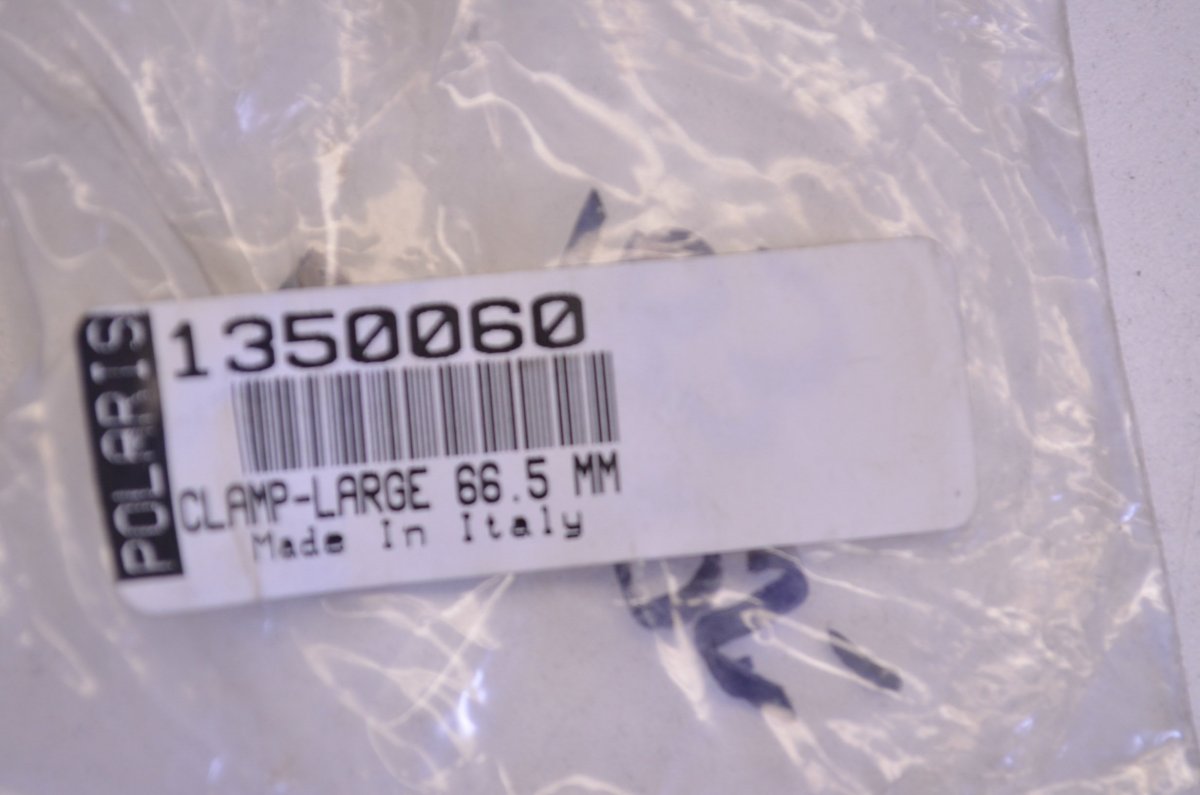 POLARIS
1350060
CLAMP-LARGE 66.5 MM
Made In Italy